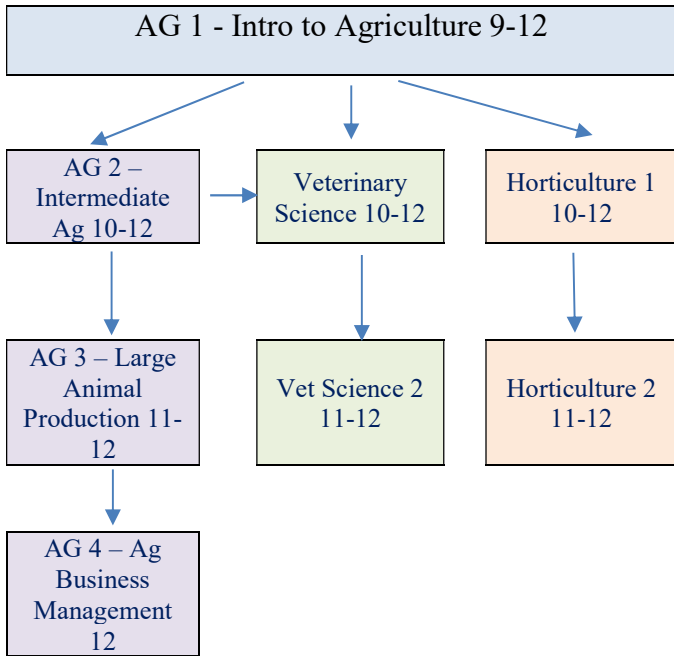 AG 1 - Intro to Agriculture 9-12
AG 2 –
Intermediate
Ag 10-12
Veterinary
Science 10-12
Horticulture 1
10-12
AG 3 – Large
Animal
Production 11-
12
Vet Science 2
11-12
Horticulture 2
11-12
AG 4 – Ag
Business
Management
12